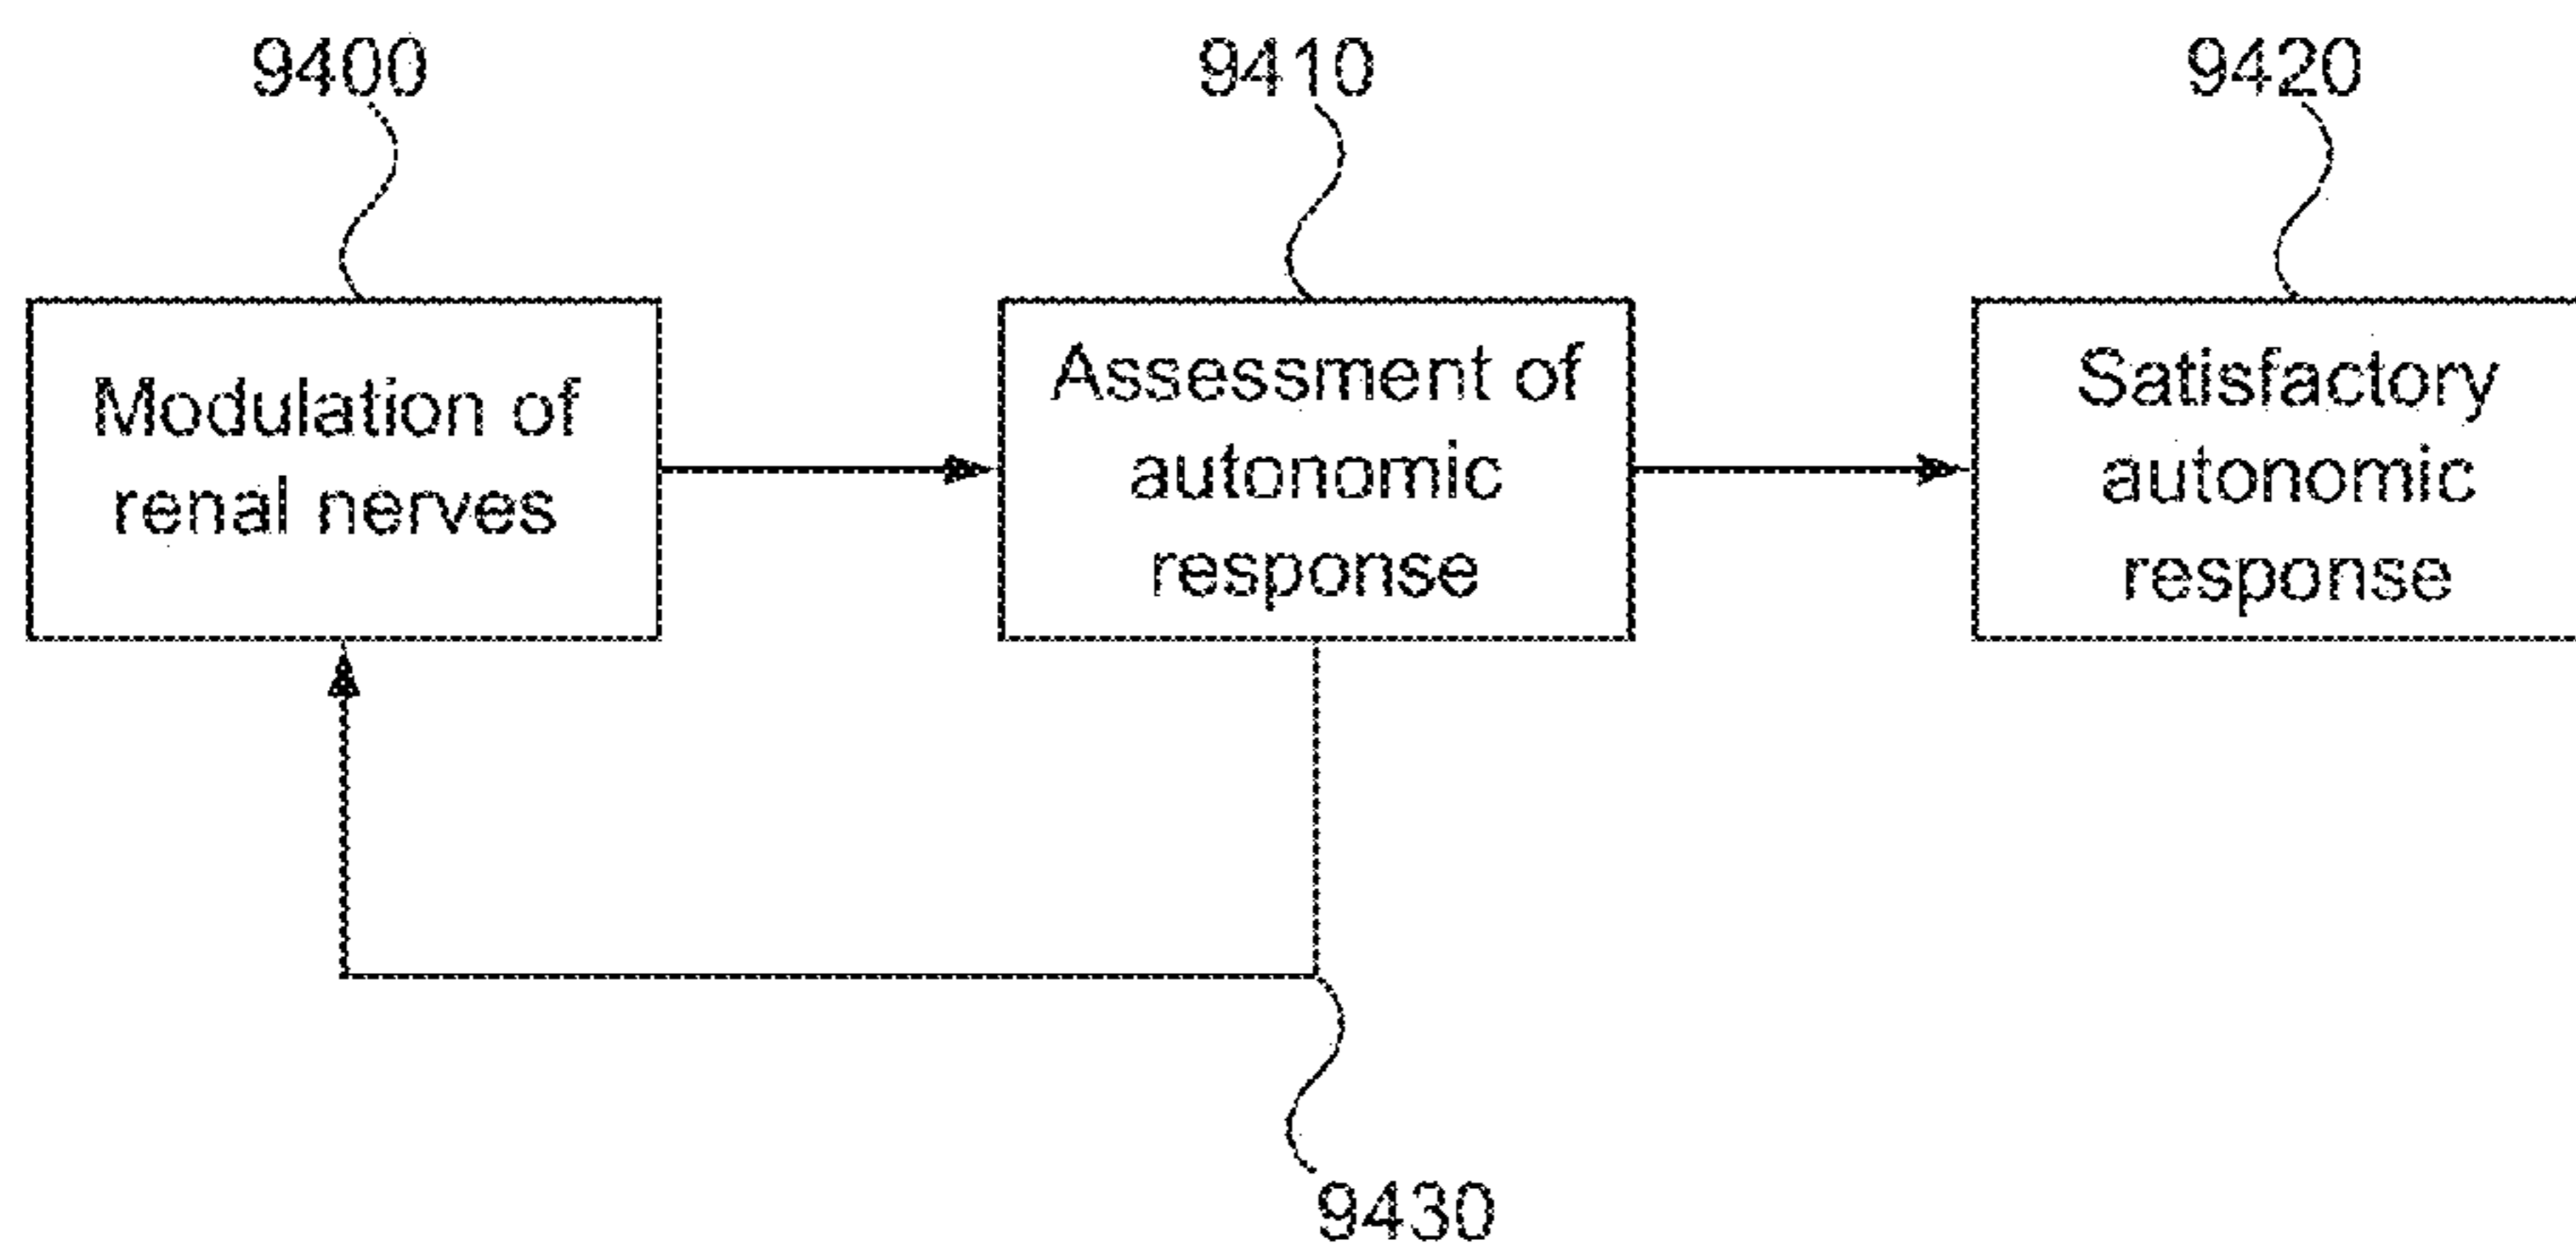 9400
9410
9420
Modulation of
renal nerves
Assessment of
autonomic
response
Satisfactory
autonomic
response
9430